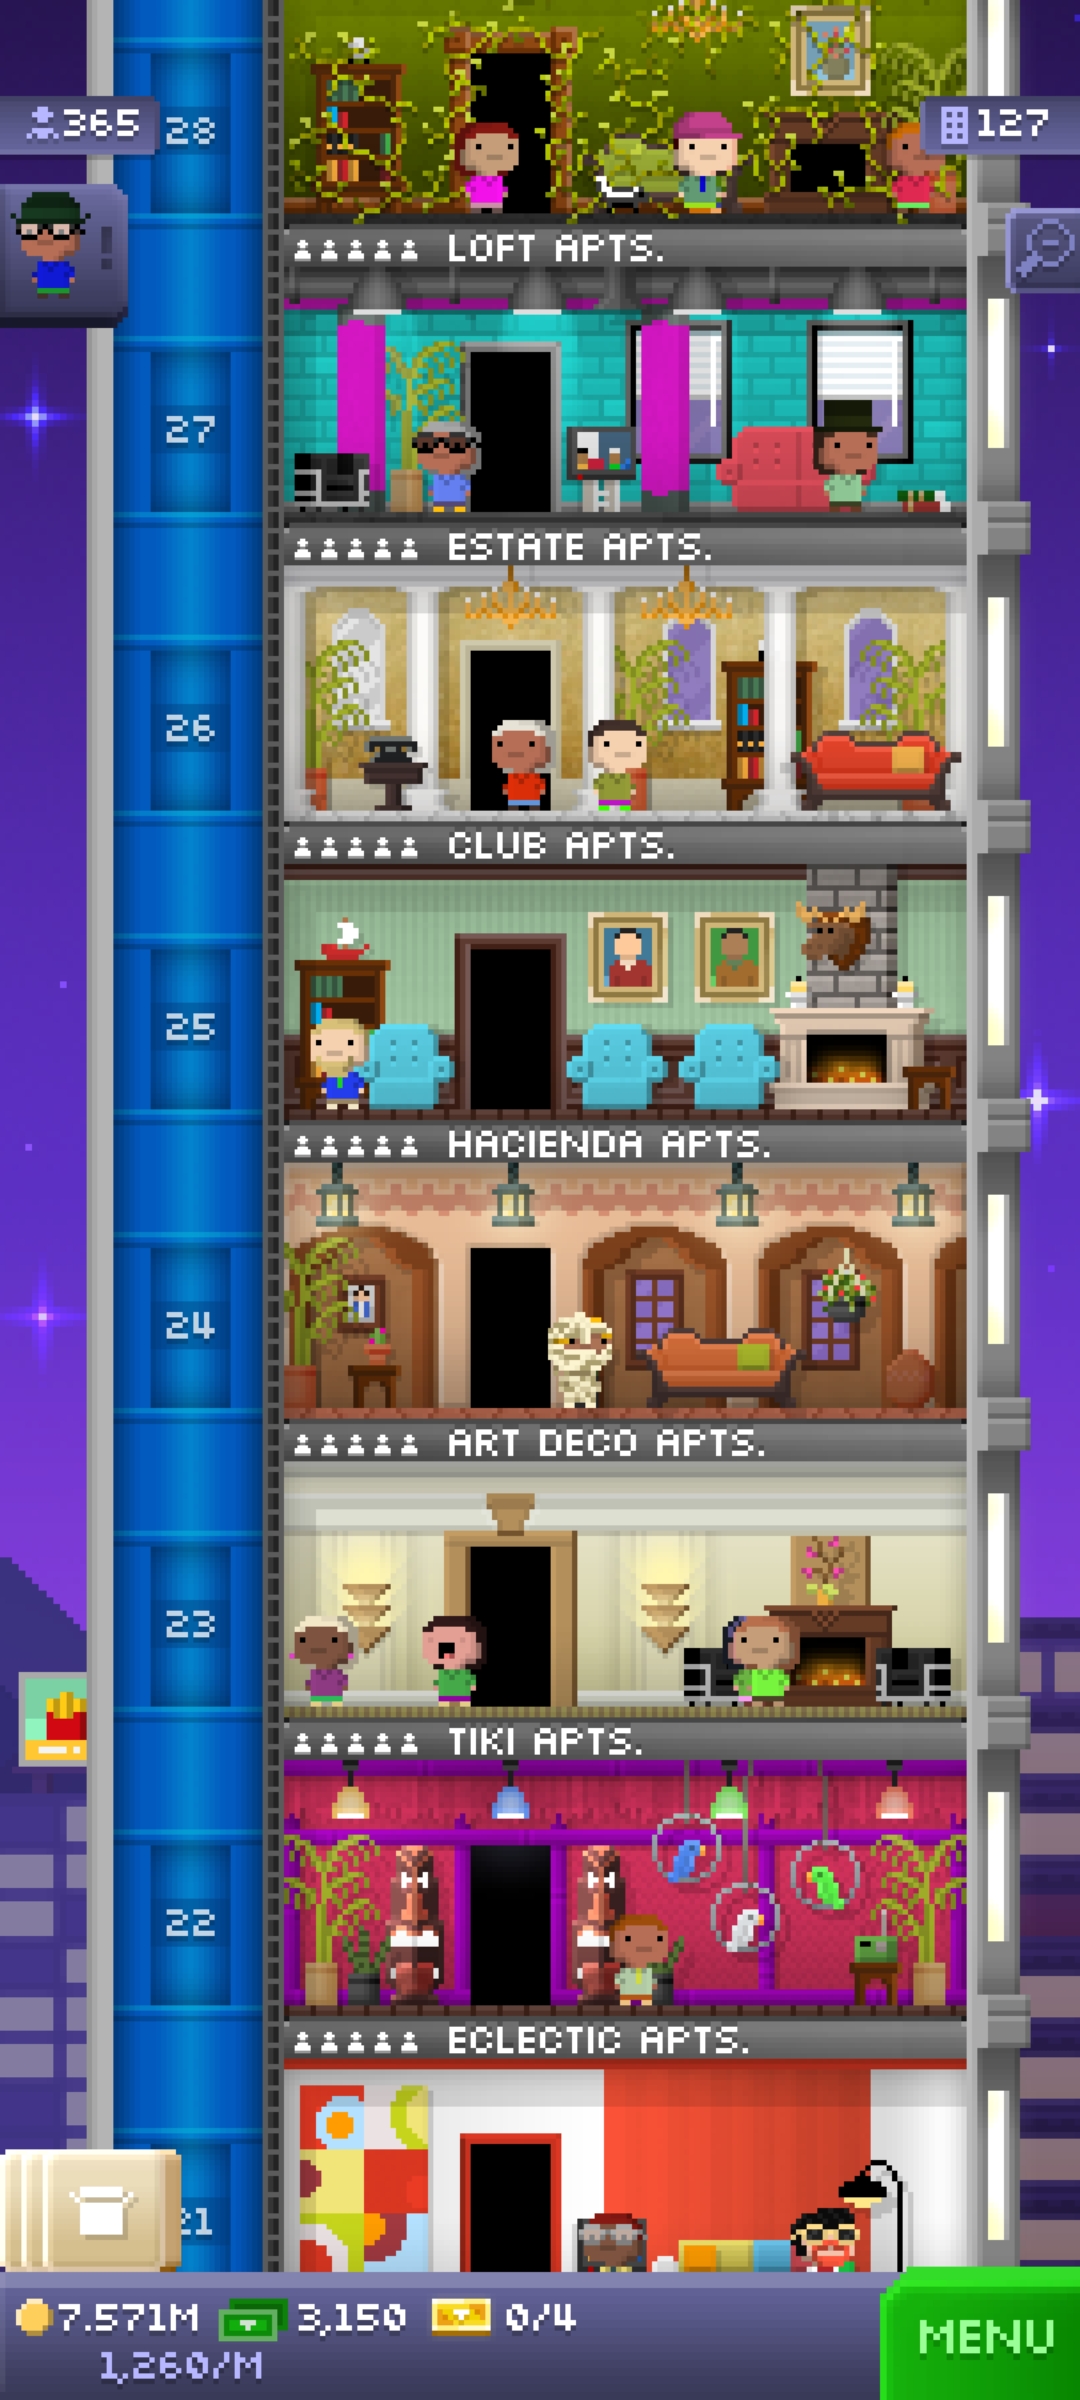 365
28
127
LOFT APTS.
27
ESTATE APTS.
26
CLUB APTS.
25
HACIENDA APTS.
24
ART DECO APTS.
23
TIKI APTS.
22
ECLECTIC APTS.
21
7.571M 3,150 0/4
1,260/M
MENU